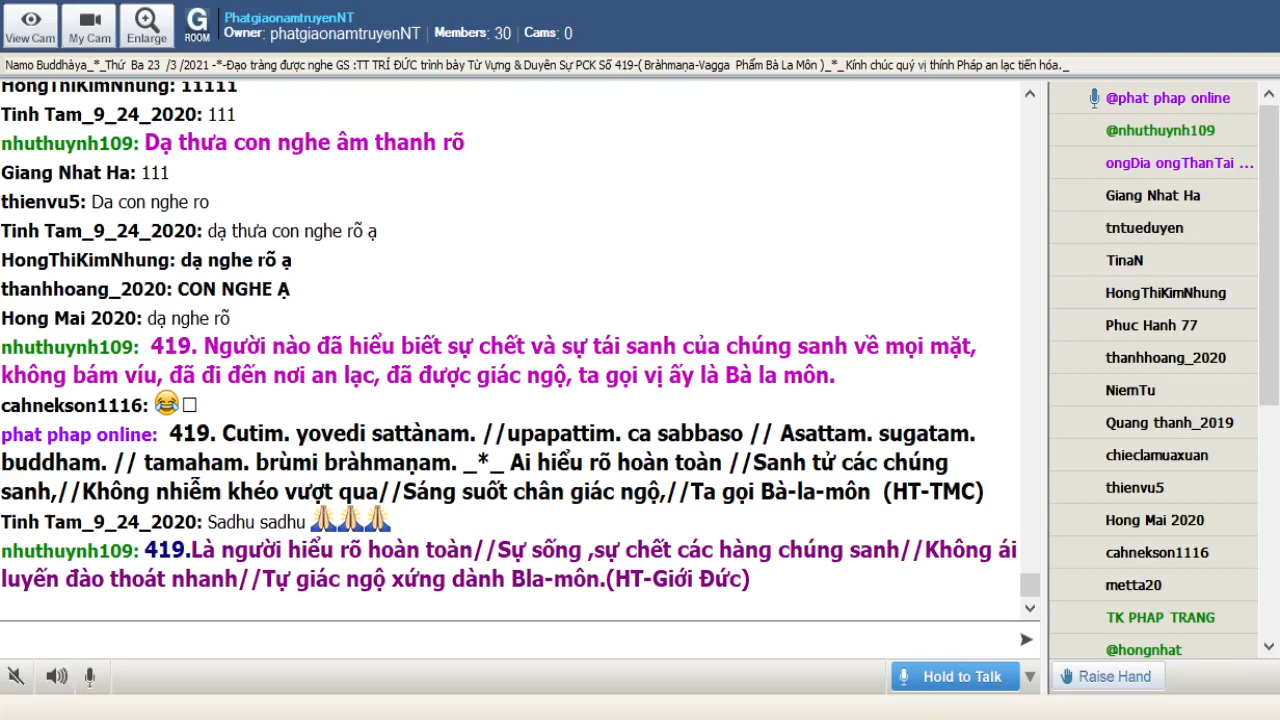 View Cam
My Cam
Enlarge
G
ROOM
PhatgiaonamtruyenNT
Owner: phatgiaonamtruyenNT | Members: 30 | Cams: 0
Namo Buddhàya_*_Thứ Ba 23 /3 /2021 -*-Đạo tràng được nghe GS :TT TRÍ ĐỨC trình bày Từ Vựng & Duyên Sự PCK Số 419-( Bràhmaṇa-Vagga Phẩm Bà La Môn )_*_ Kính chúc quý vị thính Pháp an lạc tiến hóa._
HongThiKimNhung: 11111
Tinh Tam_9_24_2020: 111
nhuthuynh109: Dạ thưa con nghe âm thanh rõ
Giang Nhat Ha: 111
thienvu5: Da con nghe ro
Tinh Tam_9_24_2020: dạ thưa con nghe rõ ạ
HongThiKimNhung: dạ nghe rõ ạ
thanhhoang_2020: CON NGHE Ạ
Hong Mai 2020: dạ nghe rõ
nhuthuynh109: 419. Người nào đã hiểu biết sự chết và sự tái sanh của chúng sanh về mọi mặt,
không bám víu, đã đi đến nơi an lạc, đã được giác ngộ, ta gọi vị ấy là Bà la môn.
cahnekson1116: 😂
phat phap online: 419. Cutim. yovedi sattànam. //upapattim. ca sabbaso // Asattam. sugatam.
buddham. // tamaham. brùmi bràhmaṇam. _*_ Ai hiểu rõ hoàn toàn //Sanh tử các chúng
sanh,//Không nhiễm khéo vượt qua//Sáng suốt chân giác ngộ,//Ta gọi Bà-la-môn (HT-TMC)
Tinh Tam_9_24_2020: Sadhu sadhu 🙏🙏🙏
nhuthuynh109: 419.Là người hiểu rõ hoàn toàn//Sự sống ,sự chết các hàng chúng sanh//Không ái
luyến đào thoát nhanh//Tự giác ngộ xứng dành Bla-môn.(HT-Giới Đức)
@phat phap online
@nhuthuynh109
ongDia ongThanTai ...
Giang Nhat Ha
tntueduyen
TinaN
HongThiKimNhung
Phuc Hanh 77
thanhhoang_2020
NiemTu
Quang thanh_2019
chieclamuaxuan
thienvu5
Hong Mai 2020
cahnekson1116
metta20
TK PHAP TRANG
@hongnhat
Hold to Talk
Raise Hand